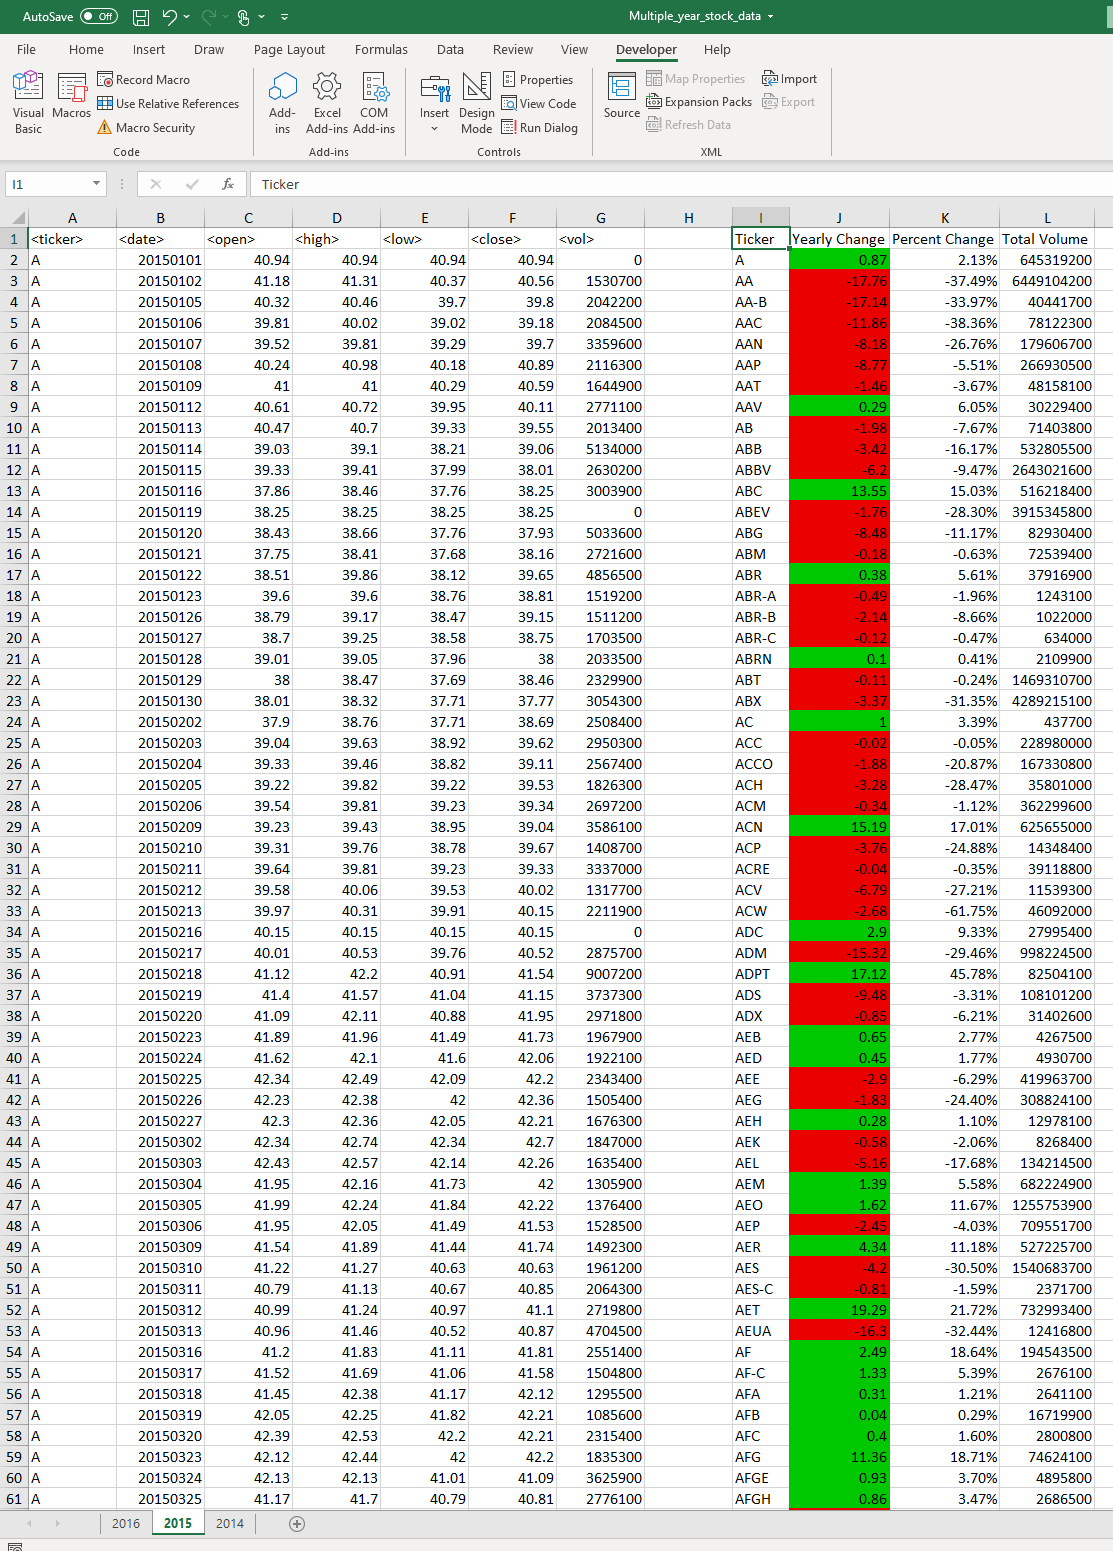 AutoSave Off Multiple_year_stock_data
File Home Insert Draw Page Layout Formulas Data Review View Developer Help
Visual Basic
Macros
Record Macro
Use Relative References
Macro Security
Code
Add-ins
Excel Add-ins
COM Add-ins
Add-ins
Insert
Design Mode
Properties
View Code
Run Dialog
Controls
Source
Map Properties
Expansion Packs
Refresh Data
Import
Export
XML
I1 fx Ticker
A B C D E F G H I J K L
1 <ticker> <date> <open> <high> <low> <close> <vol> Ticker Yearly Change Percent Change Total Volume
2 A 20150101 40.94 40.94 40.94 40.94 0 A 0.87 2.13% 645319200
3 A 20150102 41.18 41.31 40.37 40.56 1530700 AA -17.76 -37.49% 6449104200
4 A 20150105 40.32 40.46 39.7 39.8 2042200 AA-B -17.14 -33.97% 40441700
5 A 20150106 39.81 40.02 39.02 39.18 2084500 AAC -11.86 -38.36% 78122300
6 A 20150107 39.52 39.81 39.29 39.7 3359600 AAN -8.18 -26.76% 179606700
7 A 20150108 40.24 40.98 40.18 40.89 2116300 AAP -8.77 -5.51% 266930500
8 A 20150109 41 41 40.29 40.59 1644900 AAT -1.46 -3.67% 48158100
9 A 20150112 40.61 40.72 39.95 40.11 2771100 AAV 0.29 6.05% 30229400
10 A 20150113 40.47 40.7 39.33 39.55 2013400 AB -1.98 -7.67% 71403800
11 A 20150114 39.03 39.1 38.21 39.06 5134000 ABB -3.42 -16.17% 532805500
12 A 20150115 39.33 39.41 37.99 38.01 2630200 ABBV -6.2 -9.47% 2643021600
13 A 20150116 37.86 38.46 37.76 38.25 3003900 ABC 13.55 15.03% 516218400
14 A 20150119 38.25 38.25 38.25 38.25 0 ABEV -1.76 -28.30% 3915345800
15 A 20150120 38.43 38.66 37.76 37.93 5033600 ABG -8.48 -11.17% 82930400
16 A 20150121 37.75 38.41 37.68 38.16 2721600 ABM -0.18 -0.63% 72539400
17 A 20150122 38.51 39.86 38.12 39.65 4856500 ABR 0.38 5.61% 37916900
18 A 20150123 39.6 39.6 38.76 38.81 1519200 ABR-A -0.49 -1.96% 1243100
19 A 20150126 38.79 39.17 38.47 39.15 1511200 ABR-B -2.14 -8.66% 1022000
20 A 20150127 38.7 39.25 38.58 38.75 1703500 ABR-C -0.12 -0.47% 634000
21 A 20150128 39.01 39.05 37.96 38 2033500 ABRN 0.1 0.41% 2109900
22 A 20150129 38 38.47 37.69 38.46 2329900 ABT -0.11 -0.24% 1469310700
23 A 20150130 38.01 38.32 37.71 37.77 3054300 ABX -3.37 -31.35% 4289215100
24 A 20150202 37.9 38.76 37.71 38.69 2508400 AC 1 3.39% 437700
25 A 20150203 39.04 39.63 38.92 39.62 2950300 ACC -0.02 -0.05% 228980000
26 A 20150204 39.33 39.46 38.82 39.11 2567400 ACCO -1.88 -20.87% 167330800
27 A 20150205 39.22 39.82 39.22 39.53 1826300 ACH -3.28 -28.47% 35801000
28 A 20150206 39.54 39.81 39.23 39.34 2697200 ACM -0.34 -1.12% 362299600
29 A 20150209 39.23 39.43 38.95 39.04 3586100 ACN 15.19 17.01% 625655000
30 A 20150210 39.31 39.76 38.78 39.67 1408700 ACP -3.76 -24.88% 14348400
31 A 20150211 39.64 39.81 39.23 39.33 3337000 ACRE -0.04 -0.35% 39118800
32 A 20150212 39.58 40.06 39.53 40.02 1317700 ACV -6.79 -27.21% 11539300
33 A 20150213 39.97 40.31 39.91 40.15 2211900 ACW -2.68 -61.75% 46092000
34 A 20150216 40.15 40.15 40.15 40.15 0 ADC 2.9 9.33% 27995400
35 A 20150217 40.01 40.53 39.76 40.52 2875700 ADM -15.32 -29.46% 998224500
36 A 20150218 41.12 42.2 40.91 41.54 9007200 ADPT 17.12 45.78% 82504100
37 A 20150219 41.4 41.57 41.04 41.15 3737300 ADS -9.48 -3.31% 108101200
38 A 20150220 41.09 42.11 40.88 41.95 2971800 ADX -0.85 -6.21% 31402600
39 A 20150223 41.89 41.96 41.49 41.73 1967900 AEB 0.65 2.77% 4267500
40 A 20150224 41.62 42.1 41.6 42.06 1922100 AED 0.45 1.77% 4930700
41 A 20150225 42.34 42.49 42.09 42.2 2343400 AEE -2.9 -6.29% 419963700
42 A 20150226 42.23 42.38 42 42.36 1505400 AEG -1.83 -24.40% 308824100
43 A 20150227 42.3 42.36 42.05 42.21 1676300 AEH 0.28 1.10% 12978100
44 A 20150302 42.34 42.74 42.34 42.7 1847000 AEK -0.58 -2.06% 8268400
45 A 20150303 42.43 42.57 42.14 42.26 1635400 AEL -5.16 -17.68% 134214500
46 A 20150304 41.95 42.16 41.73 42 1305900 AEM 1.39 5.58% 682224900
47 A 20150305 41.99 42.24 41.84 42.22 1376400 AEO 1.62 11.67% 1255753900
48 A 20150306 41.95 42.05 41.49 41.53 1528500 AEP -2.45 -4.03% 709551700
49 A 20150309 41.54 41.89 41.44 41.74 1492300 AER 4.34 11.18% 527225700
50 A 20150310 41.22 41.27 40.63 40.63 1961200 AES -4.2 -30.50% 1540683700
51 A 20150311 40.79 41.13 40.67 40.85 2064300 AES-C -0.81 -1.59% 2371700
52 A 20150312 40.99 41.24 40.97 41.1 2719800 AET 19.29 21.72% 732993400
53 A 20150313 40.96 41.46 40.52 40.87 4704500 AEUA -16.3 -32.44% 12416800
54 A 20150316 41.2 41.83 41.11 41.81 2551400 AF 2.49 18.64% 194543500
55 A 20150317 41.52 41.69 41.06 41.58 1504800 AF-C 1.33 5.39% 2676100
56 A 20150318 41.45 42.38 41.17 42.12 1295500 AFA 0.31 1.21% 2641100
57 A 20150319 42.05 42.25 41.82 42.21 1085600 AFB 0.04 0.29% 16719900
58 A 20150320 42.39 42.53 42.2 42.21 2315400 AFC 0.4 1.60% 2800800
59 A 20150323 42.12 42.44 42 42.2 1835300 AFG 11.36 18.71% 74624100
60 A 20150324 42.13 42.13 41.01 41.09 3625900 AFGE 0.93 3.70% 4895800
61 A 20150325 41.17 41.7 40.79 40.81 2776100 AFGH 0.86 3.47% 2686500
2016 2015 2014